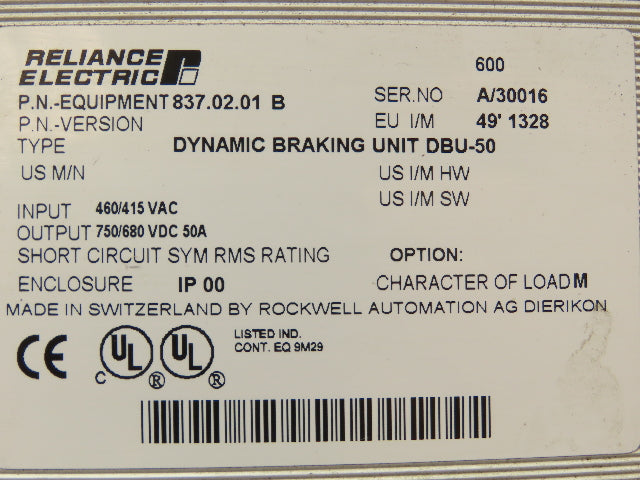 RELIANCE
ELECTRIC
600
P.N.-EQUIPMENT 837.02.01 B
SER.NO A/30016
P.N.-VERSION
EU I/M 49' 1328
TYPE DYNAMIC BRAKING UNIT DBU-50
US M/N
US I/M HW
US I/M SW
INPUT 460/415 VAC
OUTPUT 750/680 VDC 50A
SHORT CIRCUIT SYM RMS RATING OPTION:
ENCLOSURE IP 00 CHARACTER OF LOAD M
MADE IN SWITZERLAND BY ROCKWELL AUTOMATION AG DIERIKON
CE C UL ® UL ®
LISTED IND.
CONT. EQ 9M29